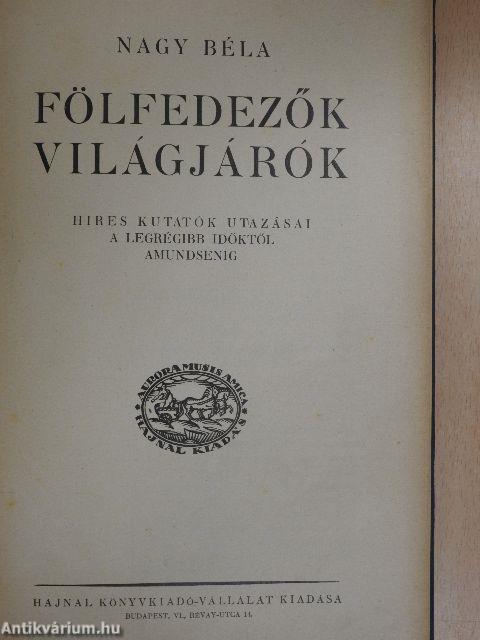 NAGY BÉLA
FÖLFEDEZŐK
VILÁGJÁRÓK
HIRES KUTATÓK UTAZÁSAI
A LEGRÉGIBB IDŐKTŐL
AMUNDSENIG
AURORA MUSIS AMICA
HAJNAL KIADÁS
HAJNAL KÖNYVKIADÓ-VÁLLALAT KIADÁSA
BUDAPEST, VI., RÉVAY-UTCA 14.
Antikvárium.hu